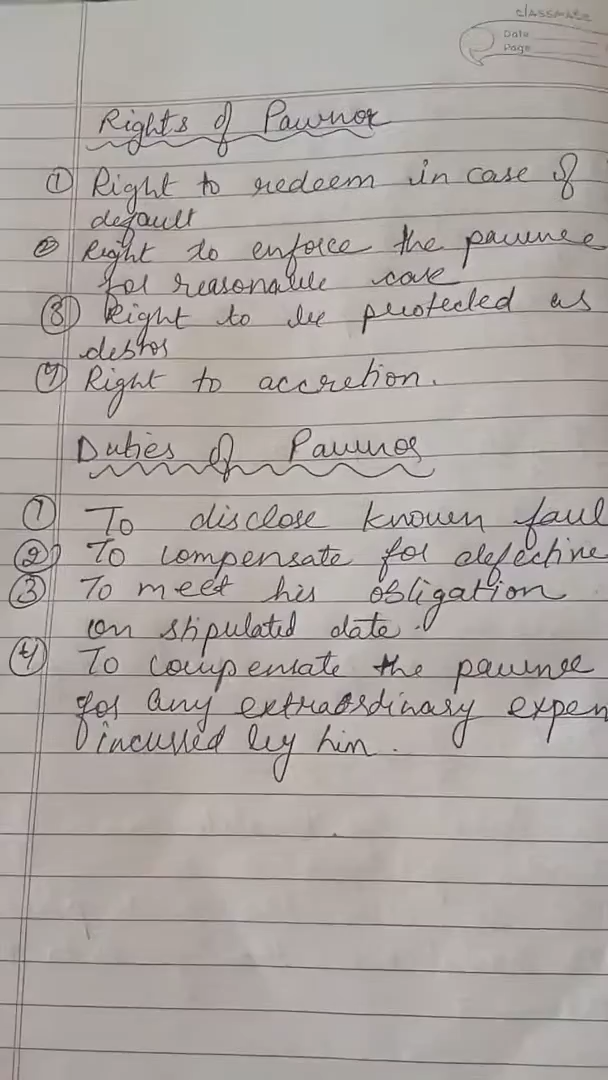 classmate
Date
Page
Rights of Pawnor
① Right to redeem in case of
default
② Right to enforce the pawnee
for reasonable care
③ Right to be protected as
debtor
④ Right to accretion.
Duties of Pawnor
① To disclose known faul
② To compensate for defective
③ To meet his obligation
on stipulated date.
④ To compensate the pawnee
for any extraordinary expen
incurred by him.